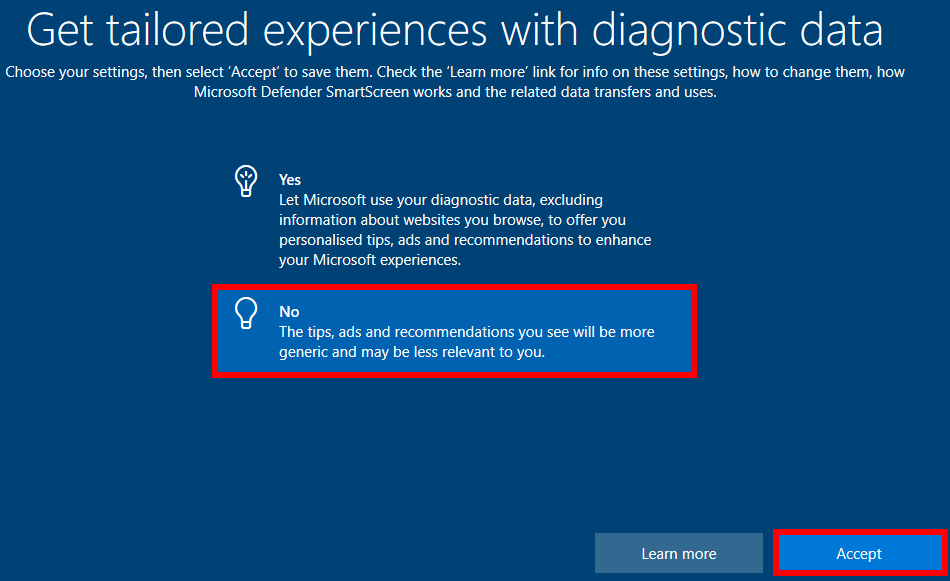 Get tailored experiences with diagnostic data
Choose your settings, then select ‘Accept’ to save them. Check the ‘Learn more’ link for info on these settings, how to change them, how
Microsoft Defender SmartScreen works and the related data transfers and uses.
Yes
Let Microsoft use your diagnostic data, excluding
information about websites you browse, to offer you
personalised tips, ads and recommendations to enhance
your Microsoft experiences.
No
The tips, ads and recommendations you see will be more
generic and may be less relevant to you.
Learn more
Accept